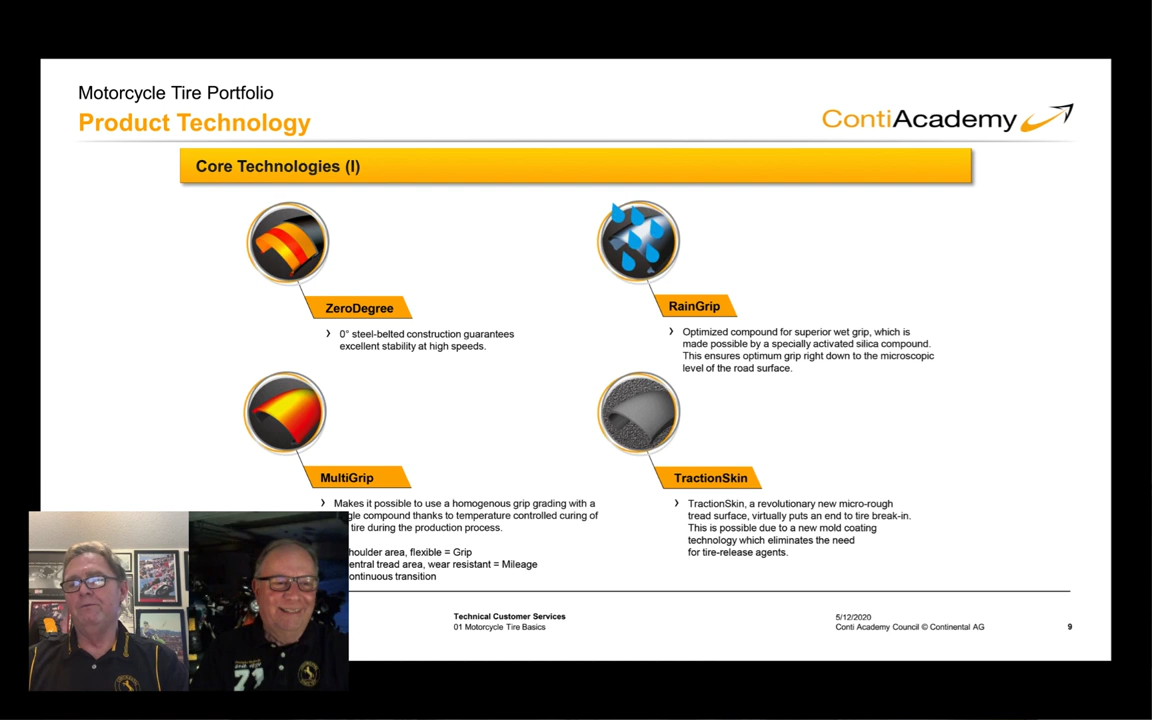 Motorcycle Tire Portfolio
Product Technology
ContiAcademy
Core Technologies (I)
ZeroDegree
› 0° steel-belted construction guarantees
excellent stability at high speeds.
RainGrip
› Optimized compound for superior wet grip, which is
made possible by a specially activated silica compound.
This ensures optimum grip right down to the microscopic
level of the road surface.
MultiGrip
› Makes it possible to use a homogenous grip grading with a
gle compound thanks to temperature controlled curing of
tire during the production process.
houlder area, flexible = Grip
entral tread area, wear resistant = Mileage
ontinuous transition
TractionSkin
› TractionSkin, a revolutionary new micro-rough
tread surface, virtually puts an end to tire break-in.
This is possible due to a new mold coating
technology which eliminates the need
for tire-release agents.
Technical Customer Services
01 Motorcycle Tire Basics
5/12/2020
Conti Academy Council © Continental AG
9
71